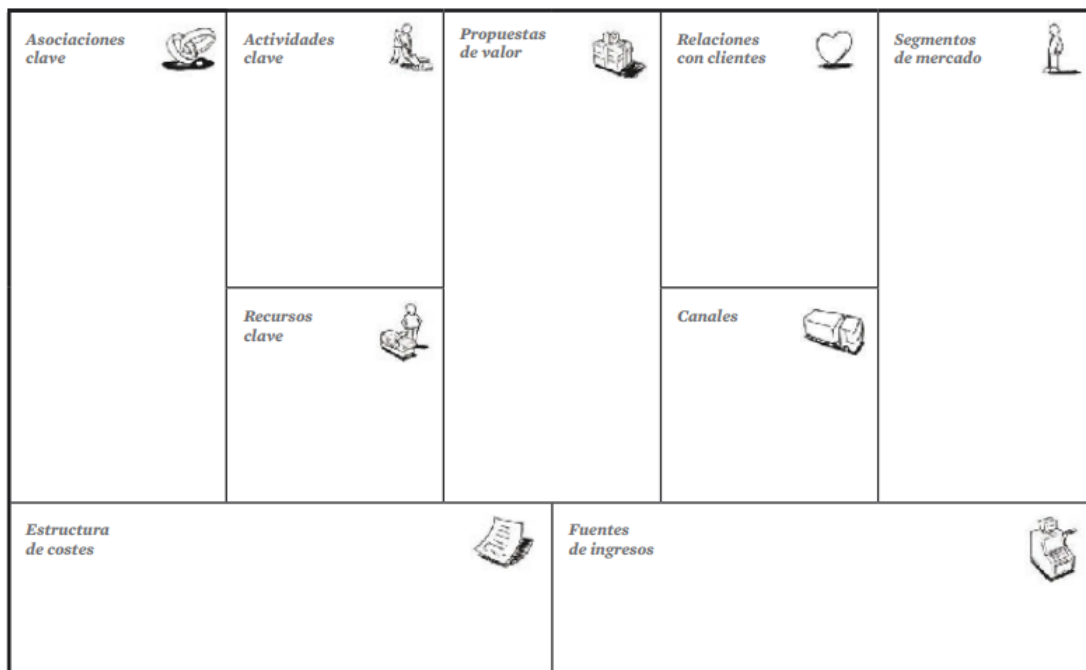 Asociaciones
clave
Actividades
clave
Propuestas
de valor
Relaciones
con clientes
Segmentos
de mercado
Recursos
clave
Canales
Estructura
de costes
Fuentes
de ingresos